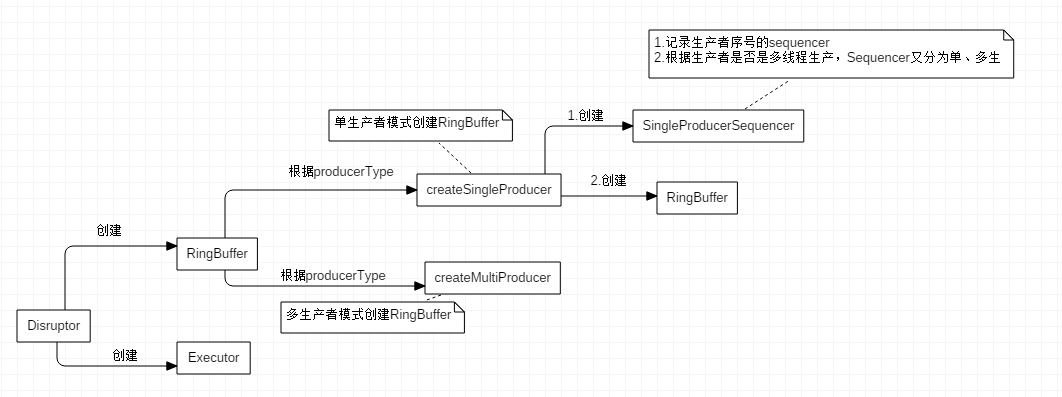 1.记录生产者序号的sequencer
2.根据生产者是否是多线程生产，Sequencer又分为单、多生
单生产者模式创建RingBuffer
1.创建
SingleProducerSequencer
根据producerType
createSingleProducer
2.创建
RingBuffer
创建
RingBuffer
根据producerType
createMultiProducer
多生产者模式创建RingBuffer
Disruptor
创建
Executor